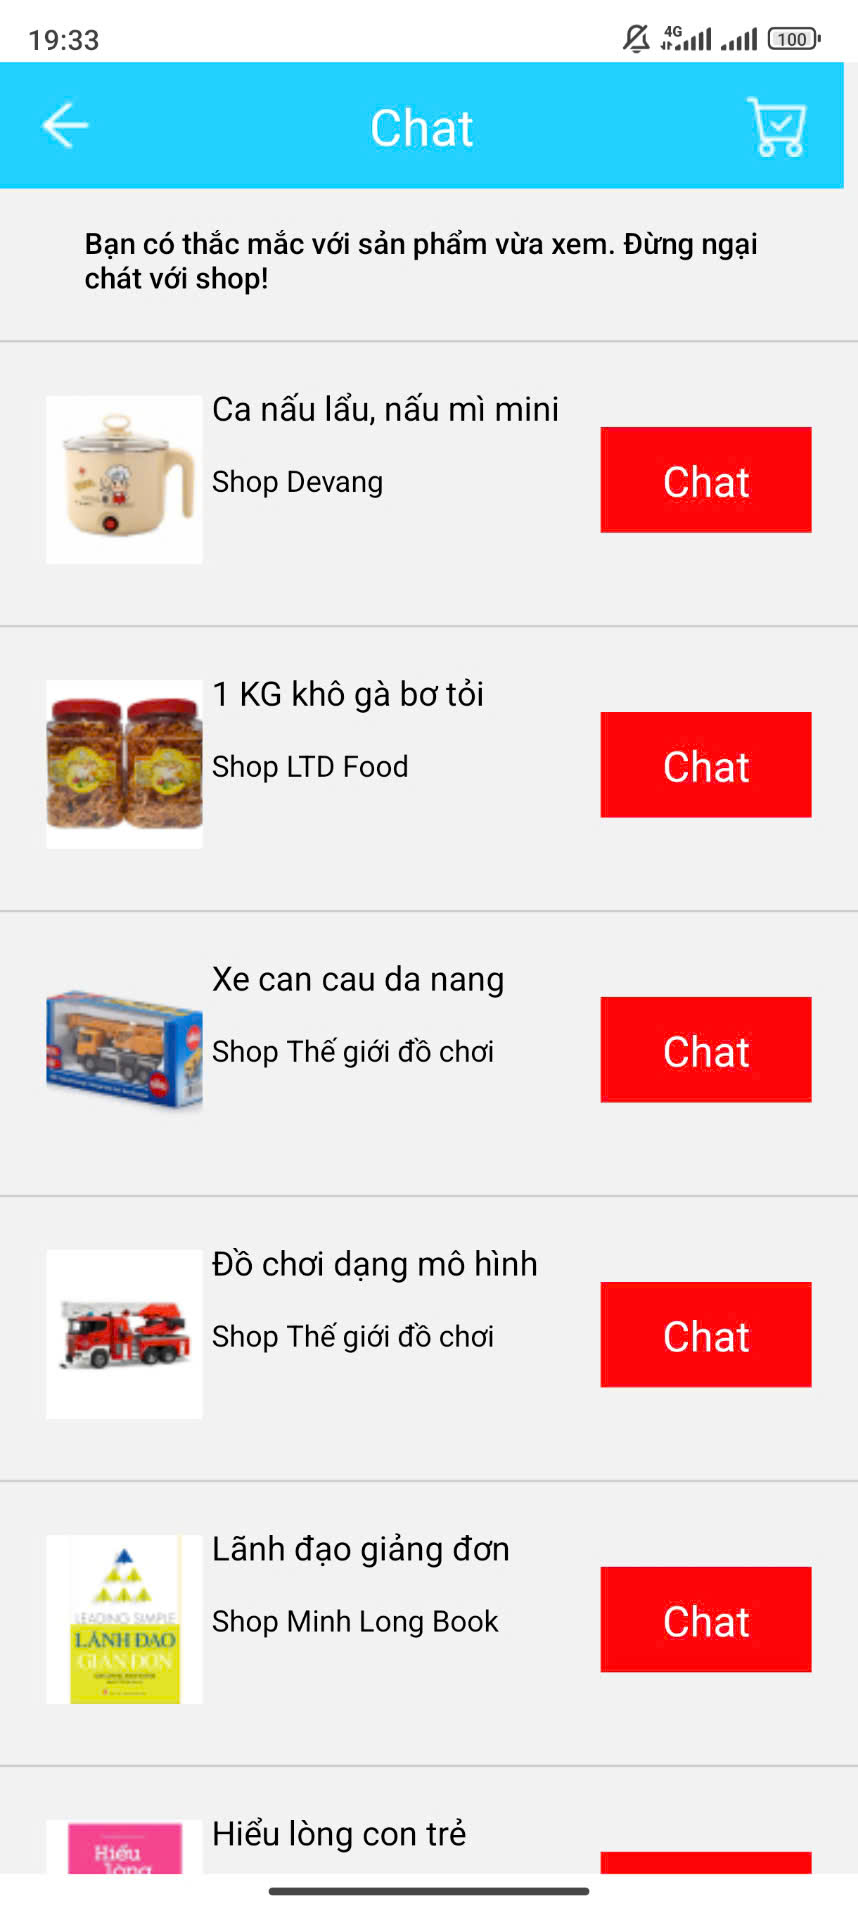 19:33
4G
100
Chat
Bạn có thắc mắc với sản phẩm vừa xem. Đừng ngại
chát với shop!
Ca nấu lẩu, nấu mì mini
Shop Devang
Chat
1 KG khô gà bơ tỏi
Shop LTD Food
Chat
Xe can cau da nang
Shop Thế giới đồ chơi
Chat
Đồ chơi dạng mô hình
Shop Thế giới đồ chơi
Chat
Lãnh đạo giảng đơn
Shop Minh Long Book
Chat
LEADING SIMPLE
LÃNH ĐẠO
GIẢN ĐƠN
Hiểu lòng con trẻ
Hiểu
lòng